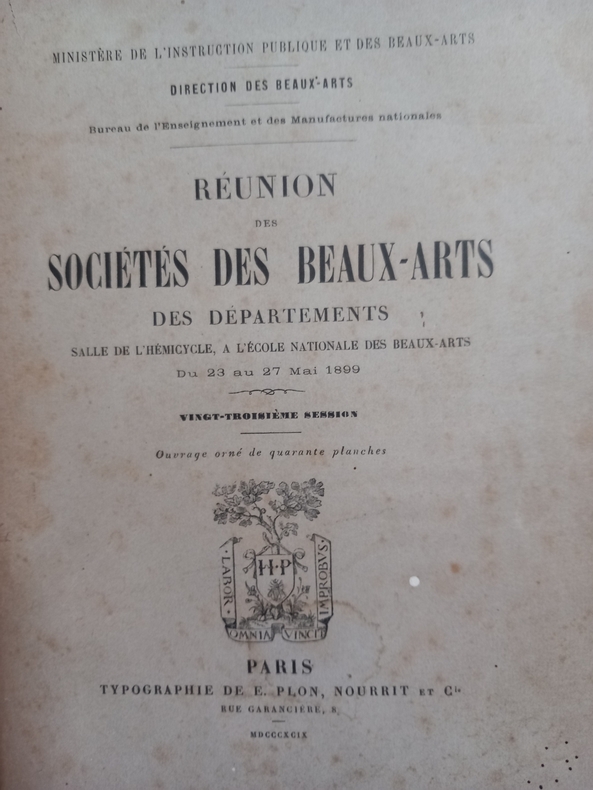 MINISTÈRE DE L'INSTRUCTION PUBLIQUE ET DES BEAUX-ARTS
DIRECTION DES BEAUX-ARTS
Bureau de l'Enseignement et des Manufactures nationales
RÉUNION
DES
SOCIÉTÉS DES BEAUX-ARTS
DES DÉPARTEMENTS
SALLE DE L'HÉMICYCLE, A L'ÉCOLE NATIONALE DES BEAUX-ARTS
Du 23 au 27 Mai 1899
VINGT-TROISIÈME SESSION
Ouvrage orné de quarante planches
H·P
·LABOR·
IMPROBVS·
OMNIA VINCIT
PARIS
TYPOGRAPHIE DE E. PLON, NOURRIT ET Cie
RUE GARANCIÈRE, 8
MDCCCXCIX